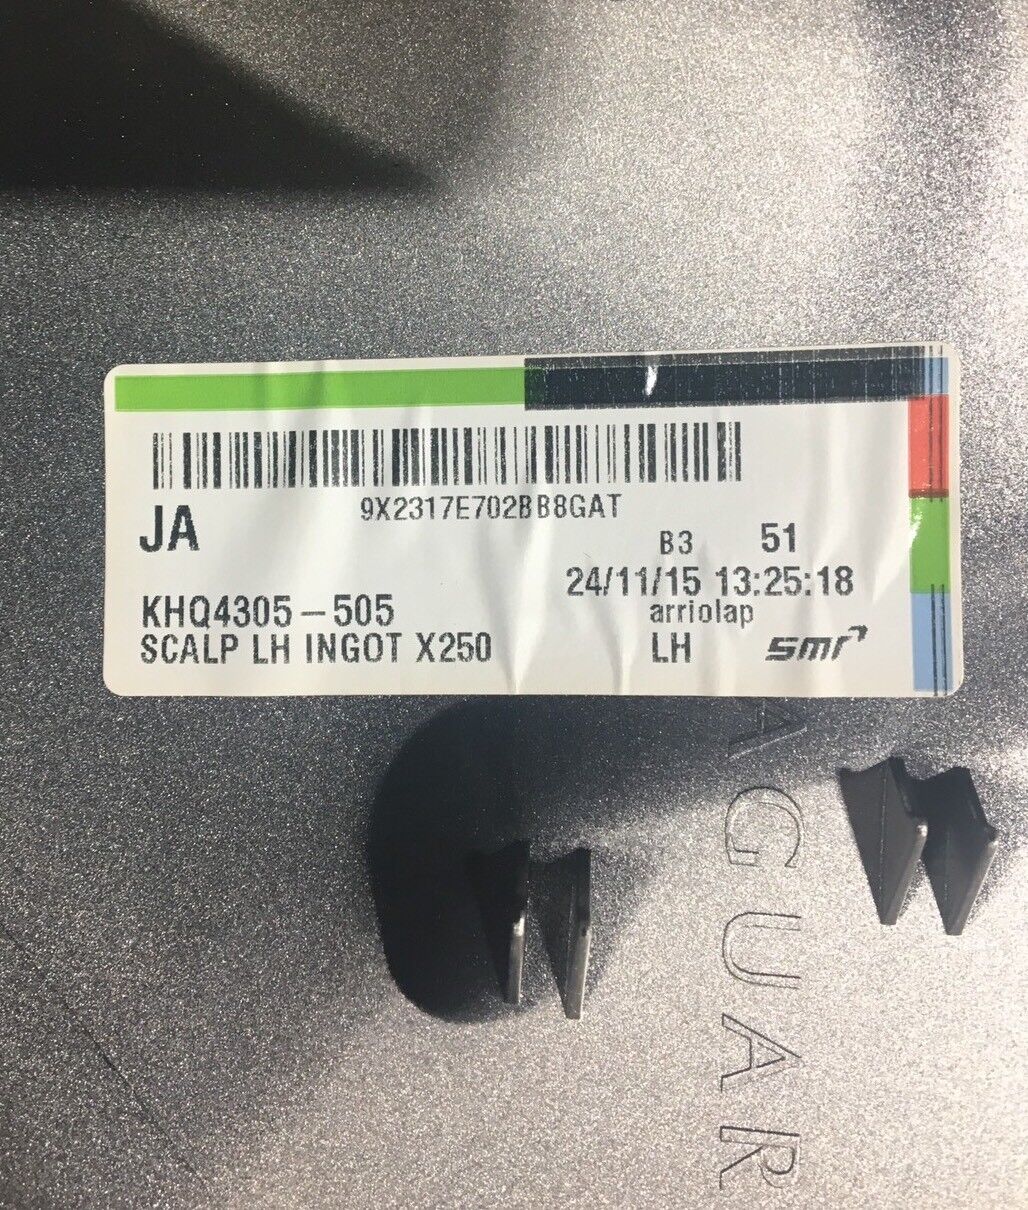 9X2317E702BB8GAT
JA
B3 51
24/11/15 13:25:18
KHQ4305-505
arriolap
SCALP LH INGOT X250
LH smr
JAGUAR